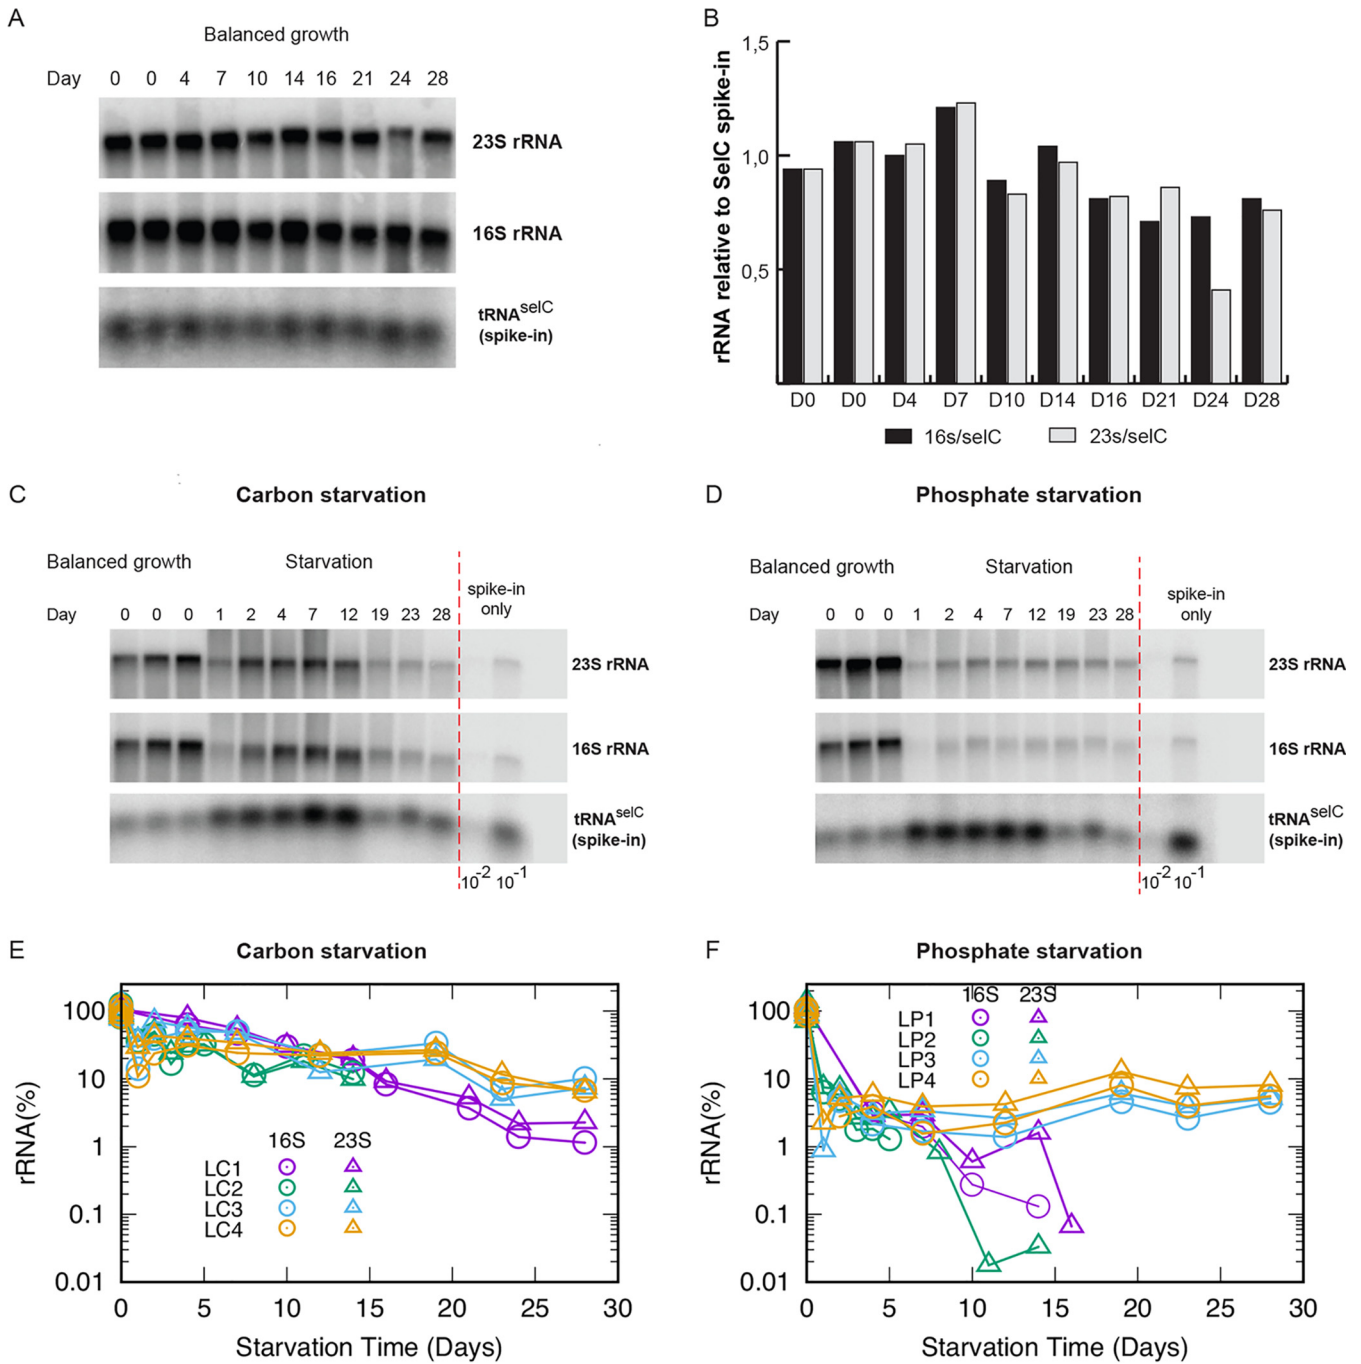 A
Balanced growth
Day 0 0 4 7 10 14 16 21 24 28
23S rRNA
16S rRNA
tRNA^selC
(spike-in)
B
rRNA relative to SelC spike-in
1,5
1,0
0,5
D0 D0 D4 D7 D10 D14 D16 D21 D24 D28
16s/selC 23s/selC
C
Carbon starvation
Balanced growth Starvation
spike-in
only
Day 0 0 0 1 2 4 7 12 19 23 28
23S rRNA
16S rRNA
tRNA^selC
(spike-in)
10^-2 10^-1
D
Phosphate starvation
Balanced growth Starvation
spike-in
only
Day 0 0 0 1 2 4 7 12 19 23 28
23S rRNA
16S rRNA
tRNA^selC
(spike-in)
10^-2 10^-1
E
Carbon starvation
rRNA(%)
100
10
1
0.1
0.01
16S 23S
LC1
LC2
LC3
LC4
0 5 10 15 20 25 30
Starvation Time (Days)
F
Phosphate starvation
rRNA(%)
100
10
1
0.1
0.01
16S 23S
LP1
LP2
LP3
LP4
0 5 10 15 20 25 30
Starvation Time (Days)